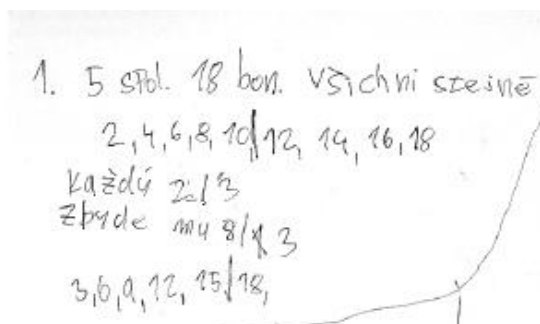 1. 5 spol. 18 bon. všichni stejně
2, 4, 6, 8, 10/12, 14, 16, 18
každý 2/3
zbyde mu 8/ 3
3, 6, 9, 12, 15/18,